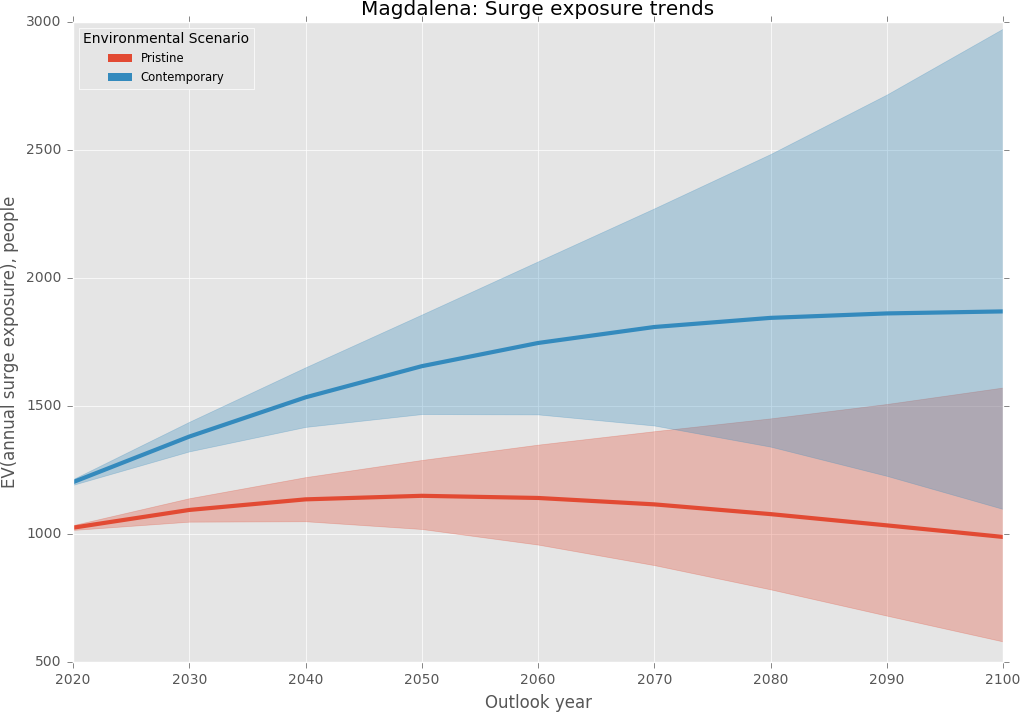 Magdalena: Surge exposure trends
3000
Environmental Scenario
Pristine
Contemporary
2500
2000
1500
1000
500
EV(annual surge exposure), people
2020 2030 2040 2050 2060 2070 2080 2090 2100
Outlook year